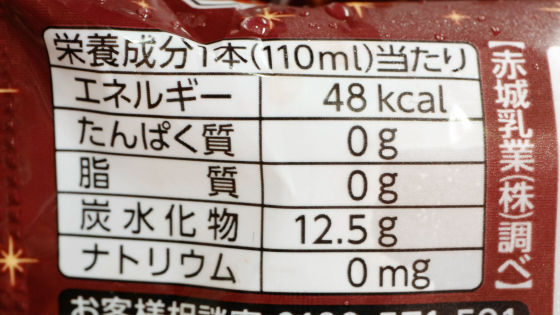 栄養成分1本(110ml)当たり
エネルギー 48kcal
たんぱく質 0g
脂質 0g
炭水化物 12.5g
ナトリウム 0mg
【赤城乳業(株)調べ】
お客様相談室